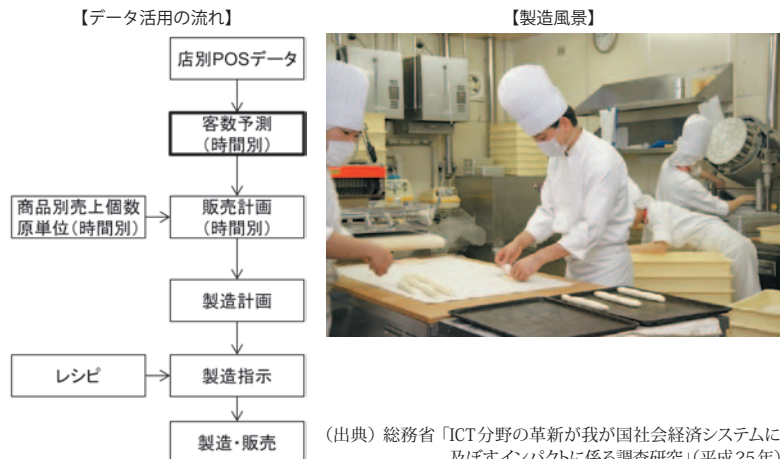 【データ活用の流れ】
【製造風景】
店別POSデータ
客数予測
(時間別)
商品別売上個数
原単位(時間別)
販売計画
(時間別)
製造計画
レシピ
製造指示
製造・販売
(出典)総務省「ICT分野の革新が我が国社会経済システムに
及ぼすインパクトに係る調査研究」(平成25年)